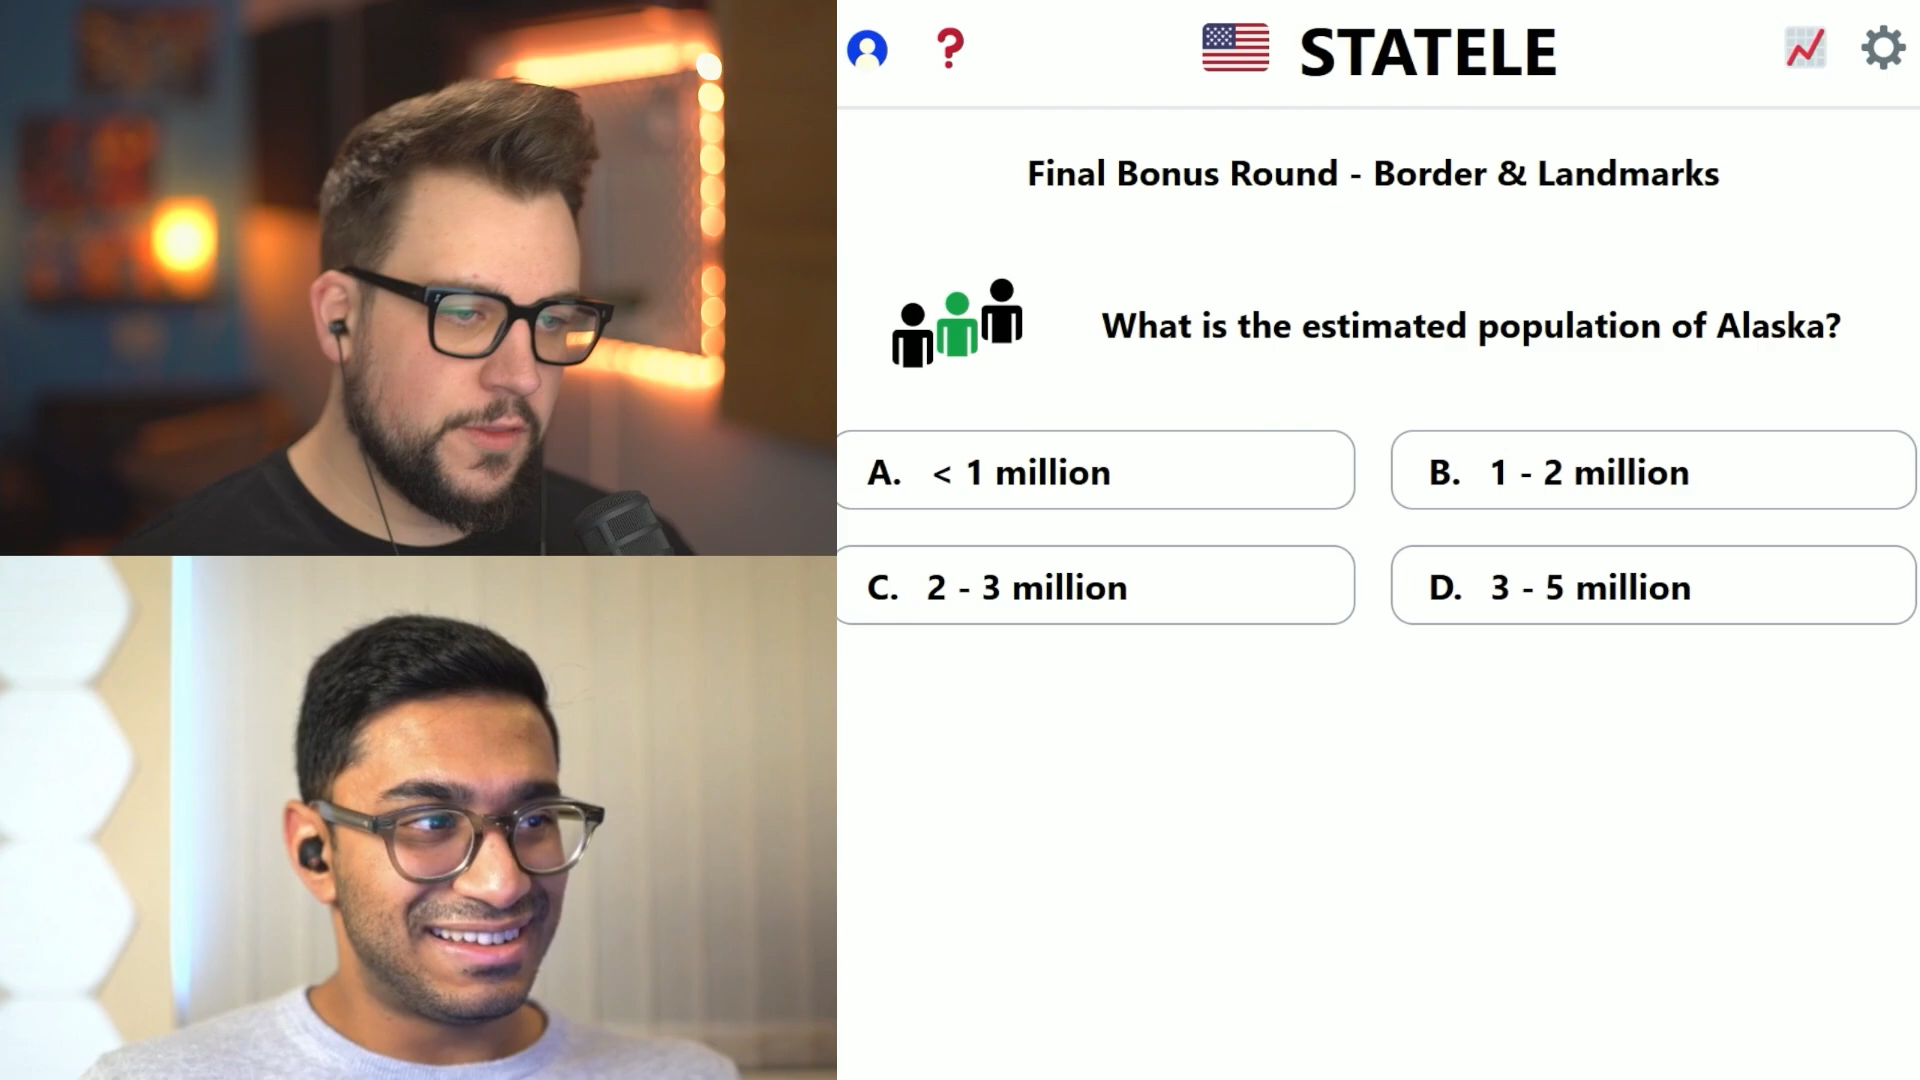 ? STATELE
Final Bonus Round - Border & Landmarks
What is the estimated population of Alaska?
A. < 1 million
B. 1 - 2 million
C. 2 - 3 million
D. 3 - 5 million